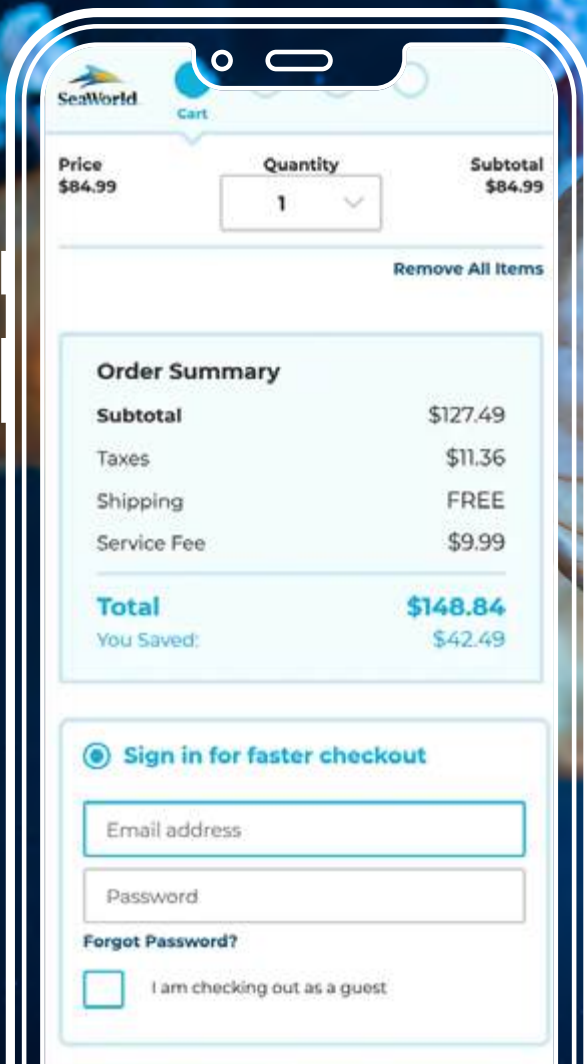 SeaWorld
Cart
Price Quantity Subtotal
$84.99 1 $84.99
Remove All Items
Order Summary
Subtotal $127.49
Taxes $11.36
Shipping FREE
Service Fee $9.99
Total $148.84
You Saved: $42.49
Sign in for faster checkout
Email address
Password
Forgot Password?
I am checking out as a guest